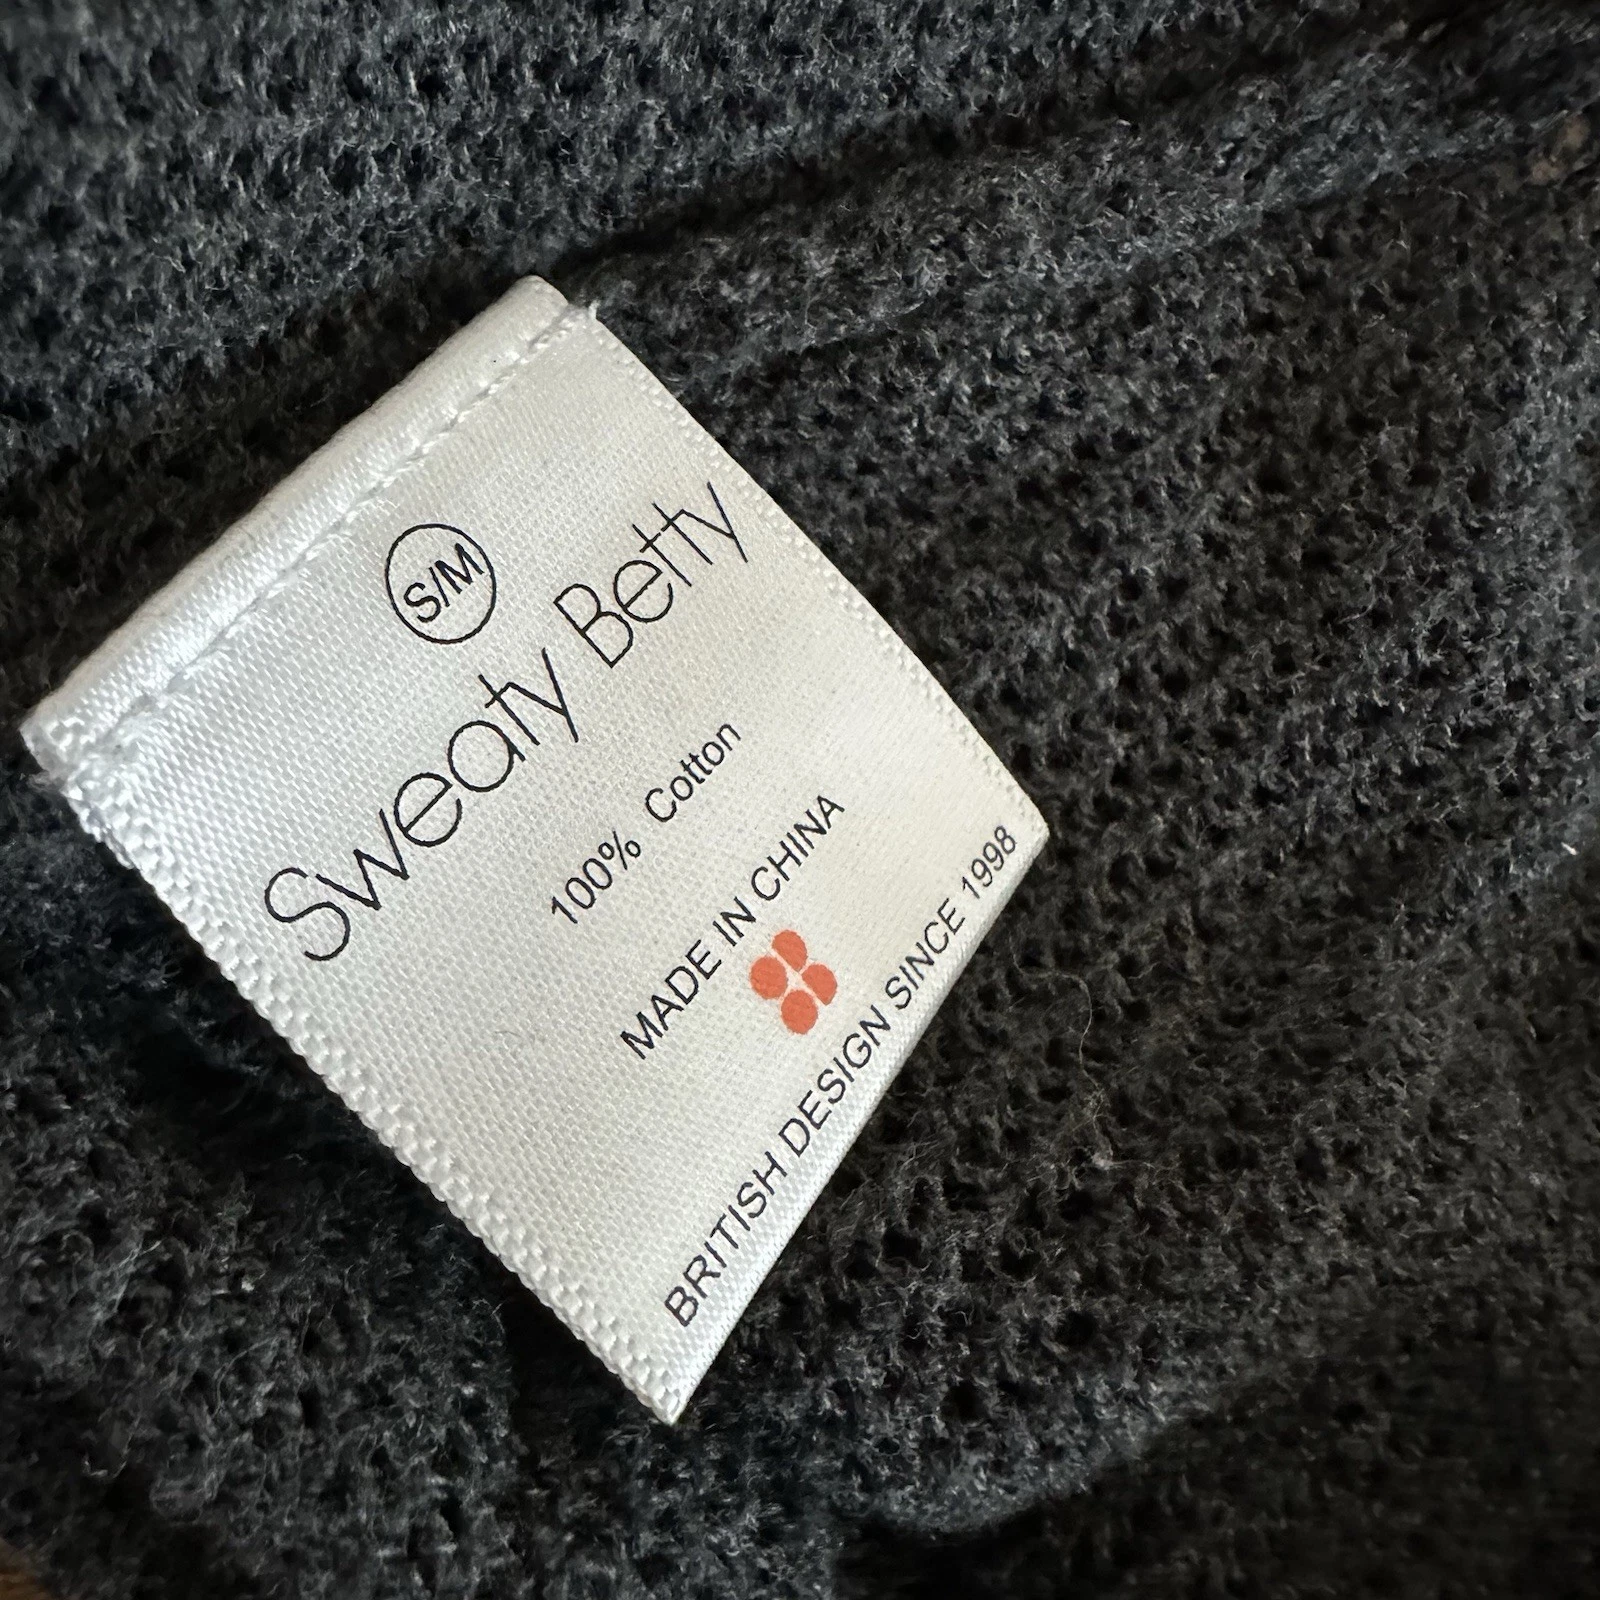 S/M
Sweaty Betty
100% Cotton
MADE IN CHINA
BRITISH DESIGN SINCE 1998